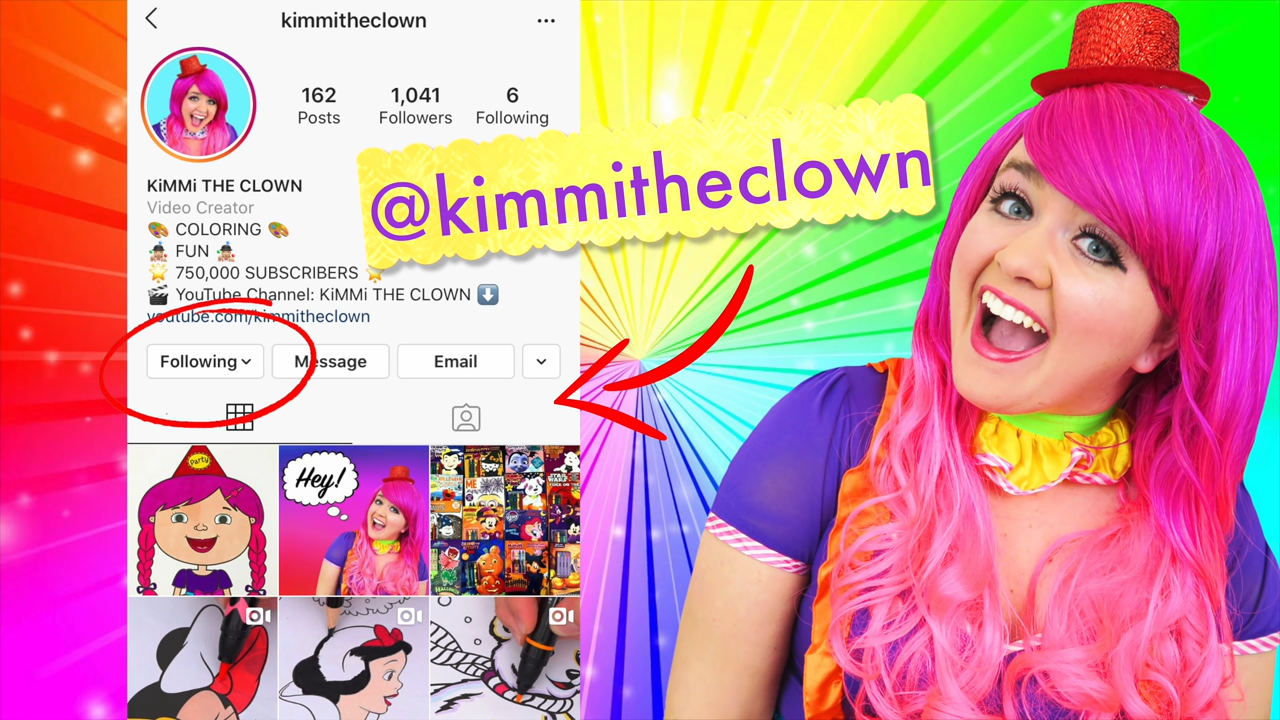 kimmitheclown
162
1,041
6
Posts
Followers
Following
@kimmitheclown
KiMMi THE CLOWN
Video Creator
COLORING
FUN
750,000 SUBSCRIBERS
YouTube Channel: KiMMi THE CLOWN
youtube.com/kimmitheclown
Following
Message
Email
Party
Hey!